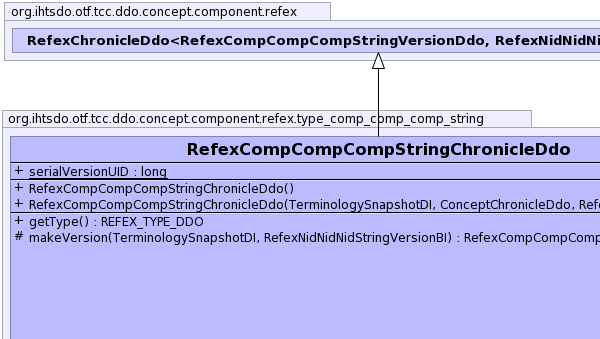 org.ihtsdo.otf.tcc.ddo.concept.component.refex
RefexChronicleDdo<RefexCompCompCompStringVersionDdo, RefexNidNidNi
org.ihtsdo.otf.tcc.ddo.concept.component.refex.type_comp_comp_comp_string
RefexCompCompCompStringChronicleDdo
+ serialVersionUID : long
+ RefexCompCompCompStringChronicleDdo()
+ RefexCompCompCompStringChronicleDdo(TerminologySnapshotDI, ConceptChronicleDdo, Refe
+ getType() : REFEX_TYPE_DDO
# makeVersion(TerminologySnapshotDI, RefexNidNidNidStringVersionBI) : RefexCompCompComp